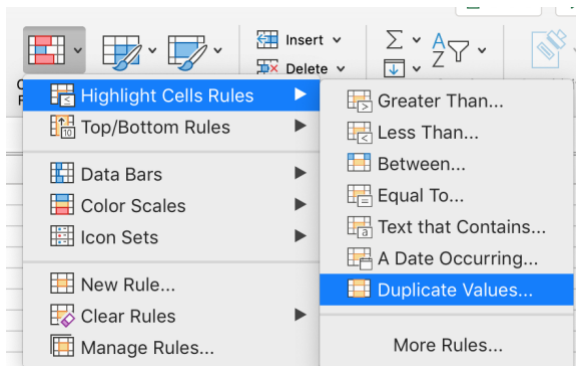 Insert
Delete
Highlight Cells Rules
Top/Bottom Rules
Data Bars
Color Scales
Icon Sets
New Rule...
Clear Rules
Manage Rules...
Greater Than...
Less Than...
Between...
Equal To...
Text that Contains...
A Date Occurring...
Duplicate Values...
More Rules...